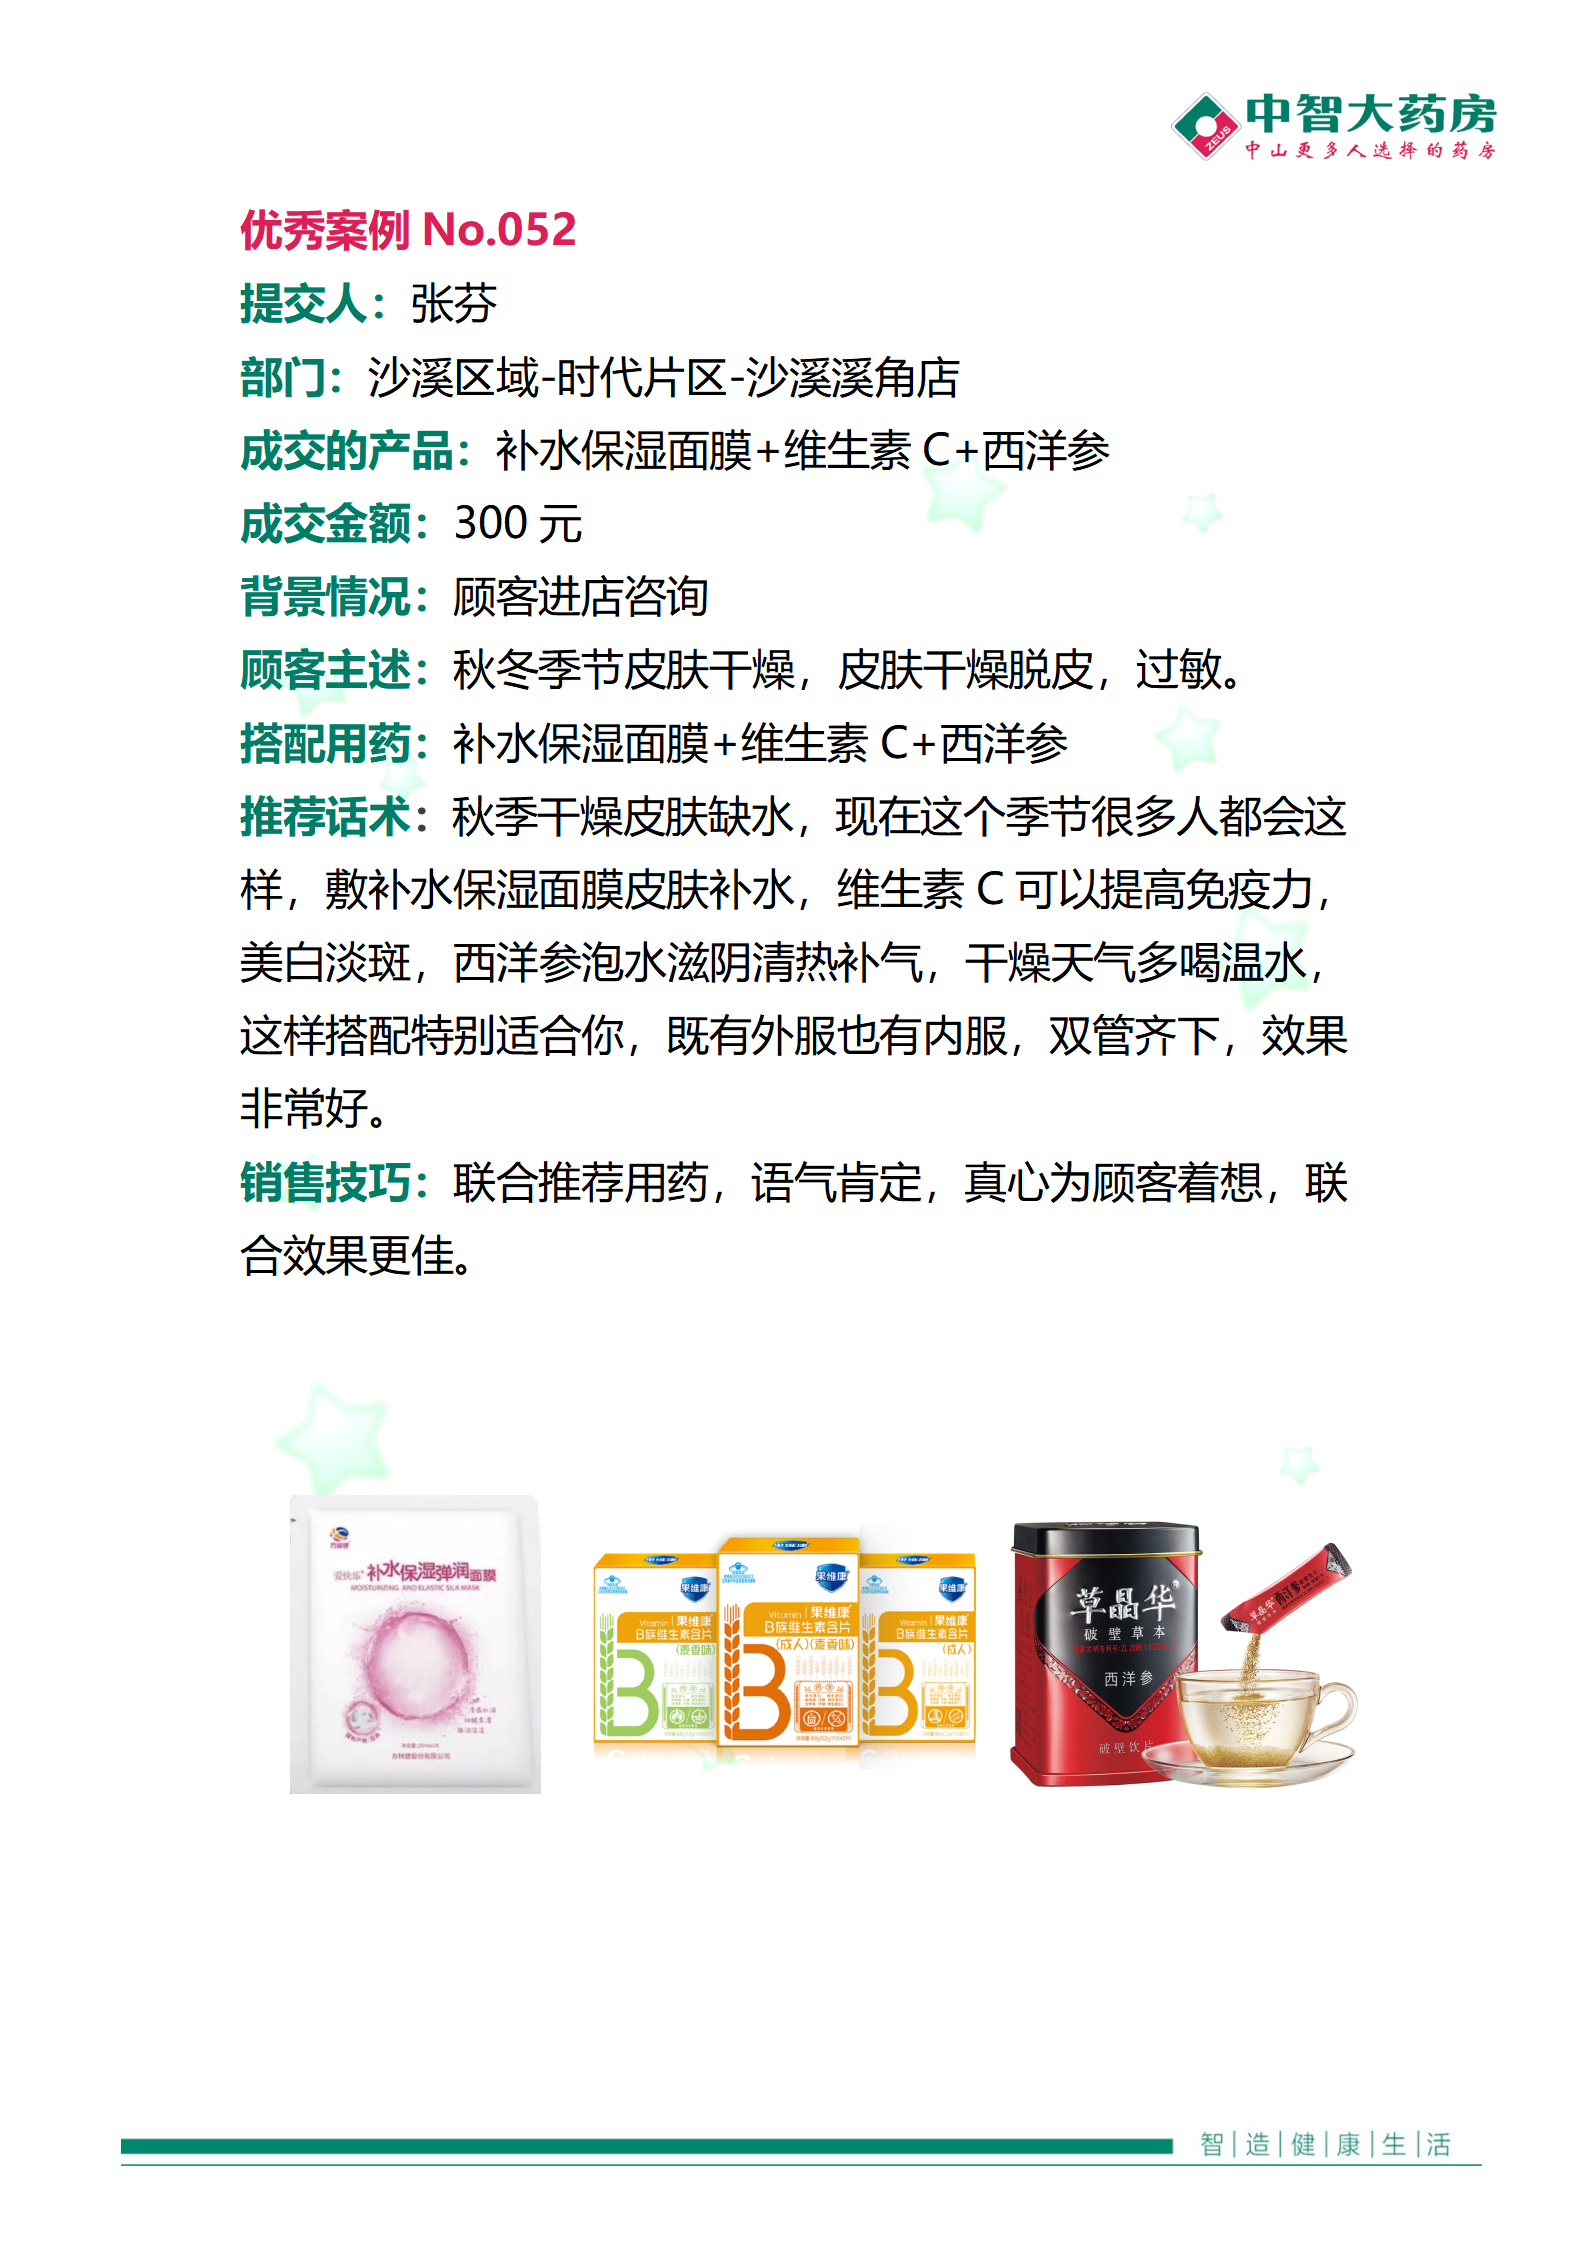 中智大药房
ZEUS
中山更多人选择的药房
优秀案例 No.052
提交人：张芬
部门：沙溪区域-时代片区-沙溪溪角店
成交的产品：补水保湿面膜+维生素 C+西洋参
成交金额：300 元
背景情况：顾客进店咨询
顾客主述：秋冬季节皮肤干燥，皮肤干燥脱皮，过敏。
搭配用药：补水保湿面膜+维生素 C+西洋参
推荐话术：秋季干燥皮肤缺水，现在这个季节很多人都会这
样，敷补水保湿面膜皮肤补水，维生素 C 可以提高免疫力，
美白淡斑，西洋参泡水滋阴清热补气，干燥天气多喝温水，
这样搭配特别适合你，既有外服也有内服，双管齐下，效果
非常好。
销售技巧：联合推荐用药，语气肯定，真心为顾客着想，联
合效果更佳。
爱快乐 补水保湿弹润面膜
MOISTURIZING AND ELASTIC SILK MASK
果维康
Vitamin 果维康
B族维生素含片
(麦香味)
B
果维康
Vitamin 果维康
B族维生素含片
(成人)(麦香味)
B
果维康
Vitamin 果维康
B族维生素含片
(成人)
B
草晶华
破壁草本
西洋参
破壁饮片
草晶华 西洋参
智|造|健|康|生|活